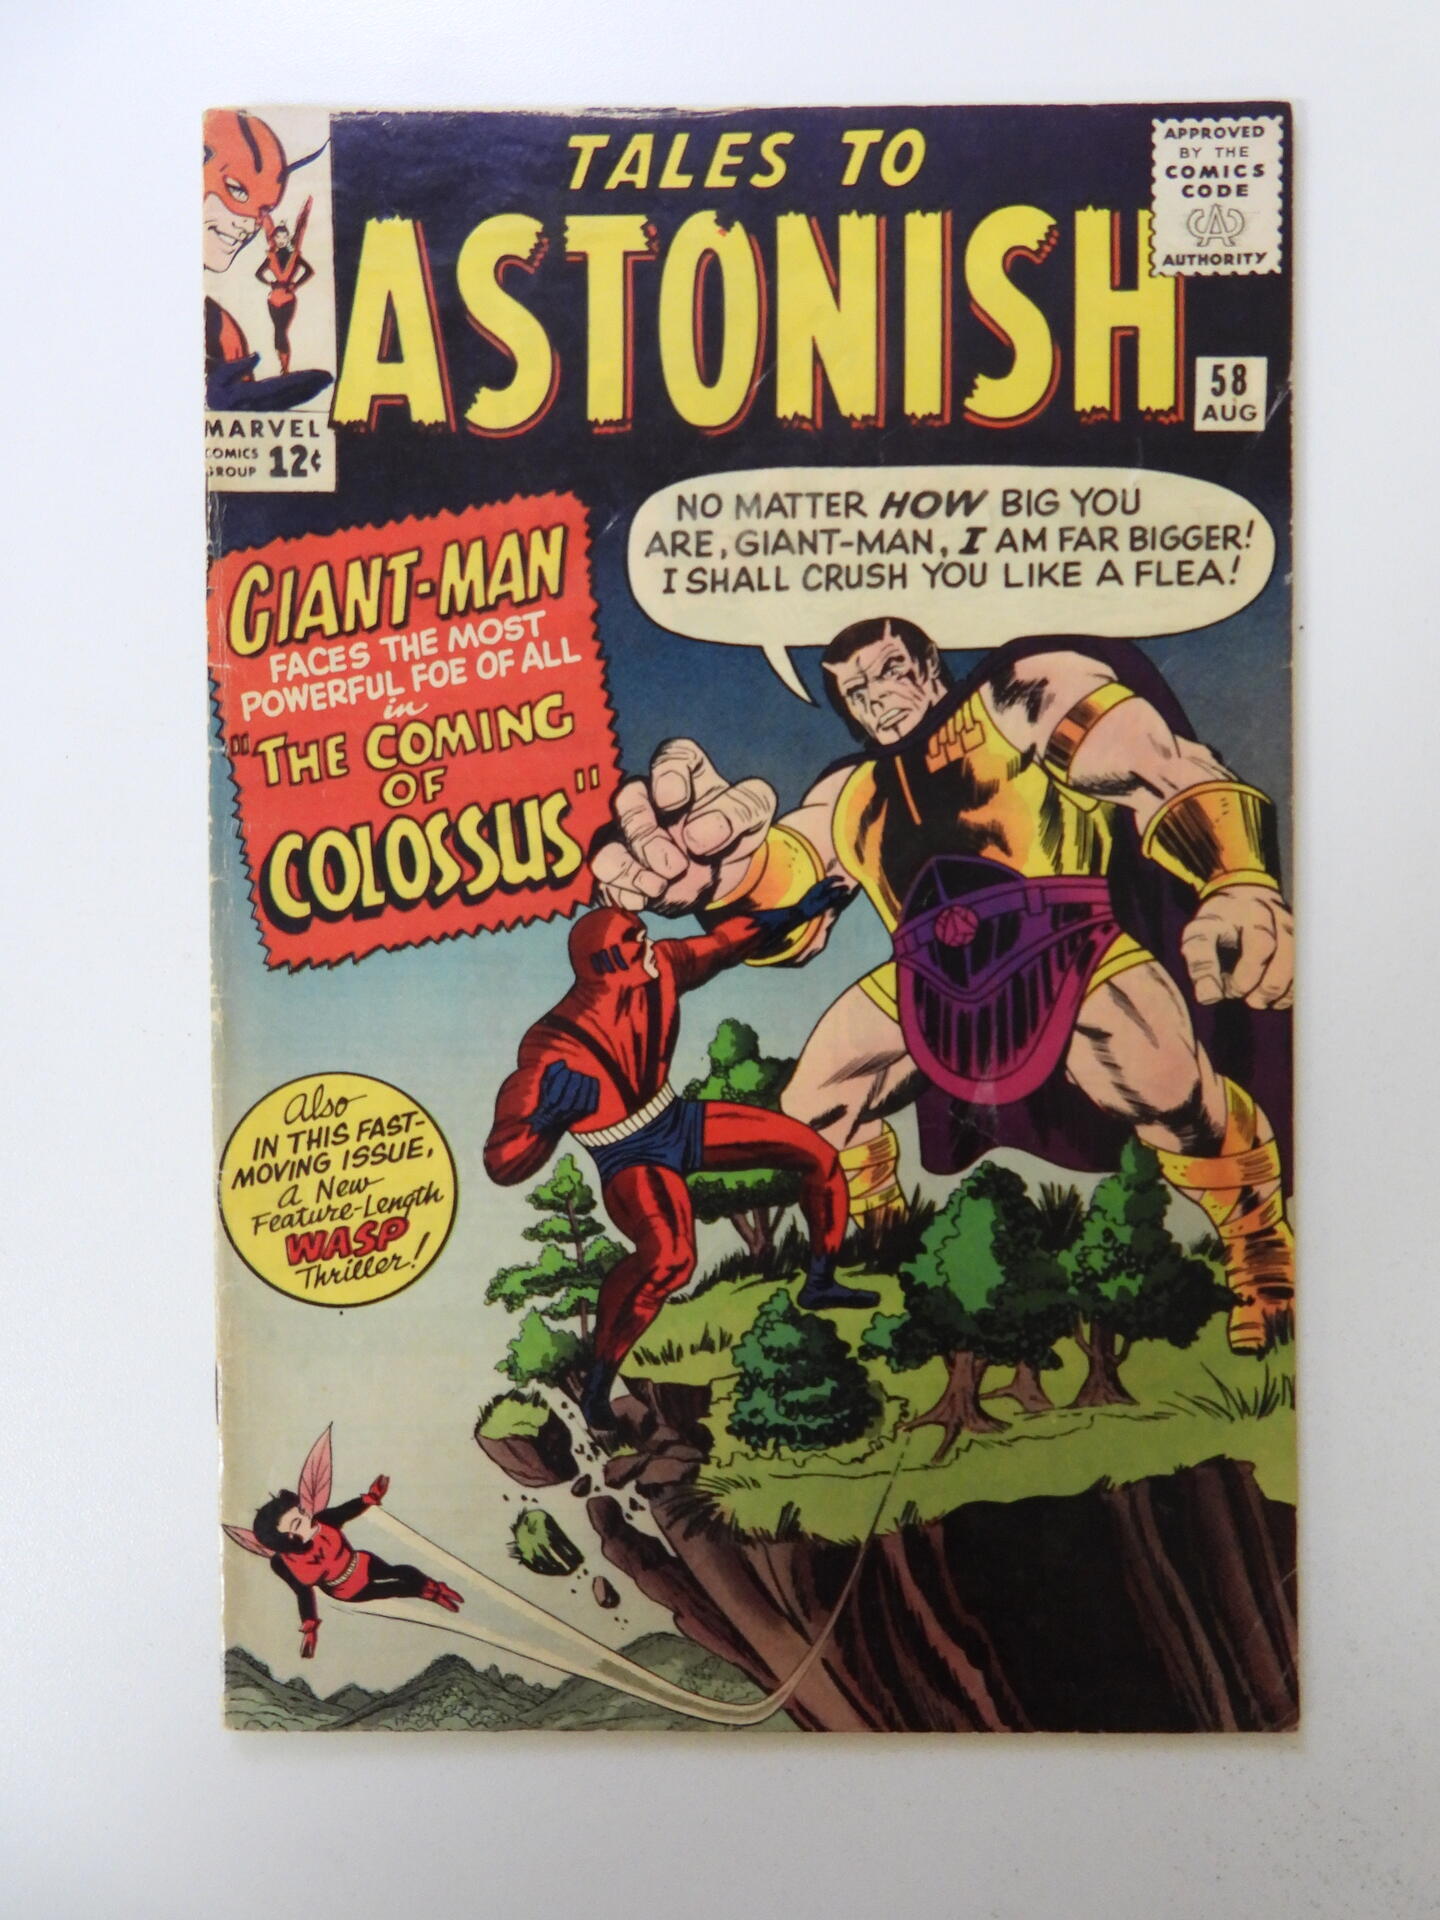 TALES TO
ASTONISH
APPROVED
BY THE
COMICS
CODE
CA
AUTHORITY
58
AUG
MARVEL
COMICS
GROUP 12¢
NO MATTER HOW BIG YOU
ARE, GIANT-MAN, I AM FAR BIGGER!
I SHALL CRUSH YOU LIKE A FLEA!
GIANT-MAN
FACES THE MOST
POWERFUL FOE OF ALL
in
"THE COMING
OF
COLOSSUS"
Also
IN THIS FAST-
MOVING ISSUE,
a New
Feature-Length
WASP
Thriller!
W